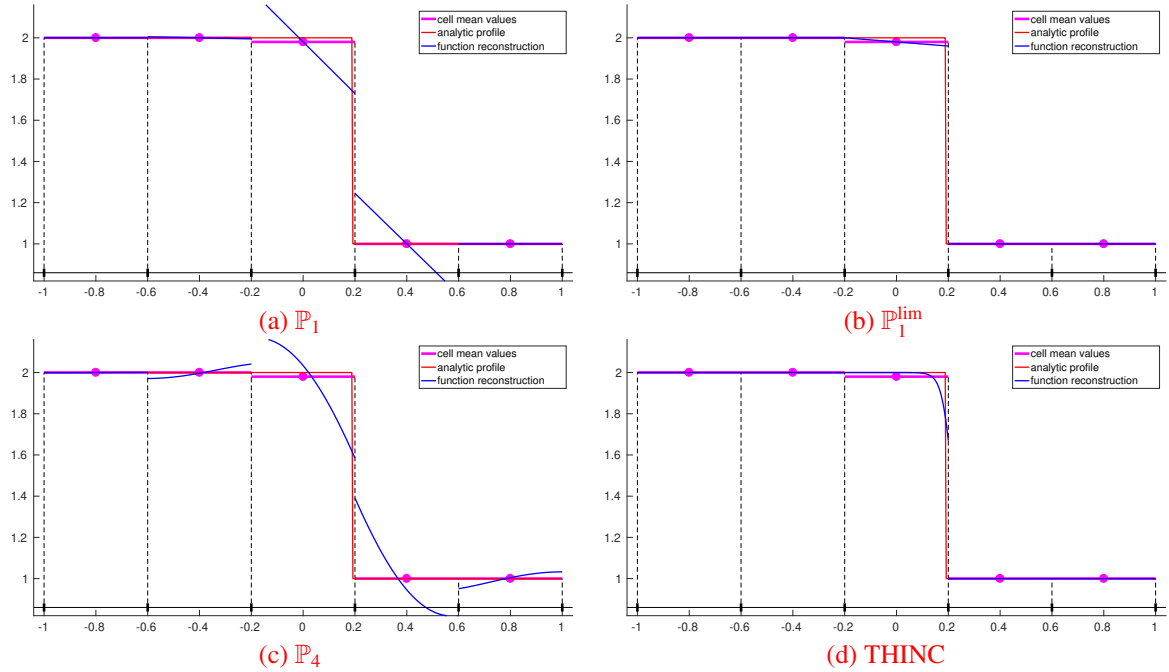 cell mean values
analytic profile
function reconstruction
2
1.8
1.6
1.4
1.2
1
-1 -0.8 -0.6 -0.4 -0.2 0 0.2 0.4 0.6 0.8 1
(a) ℙ₁
cell mean values
analytic profile
function reconstruction
2
1.8
1.6
1.4
1.2
1
-1 -0.8 -0.6 -0.4 -0.2 0 0.2 0.4 0.6 0.8 1
(b) ℙ₁^lim
cell mean values
analytic profile
function reconstruction
2
1.8
1.6
1.4
1.2
1
-1 -0.8 -0.6 -0.4 -0.2 0 0.2 0.4 0.6 0.8 1
(c) ℙ₄
cell mean values
analytic profile
function reconstruction
2
1.8
1.6
1.4
1.2
1
-1 -0.8 -0.6 -0.4 -0.2 0 0.2 0.4 0.6 0.8 1
(d) THINC